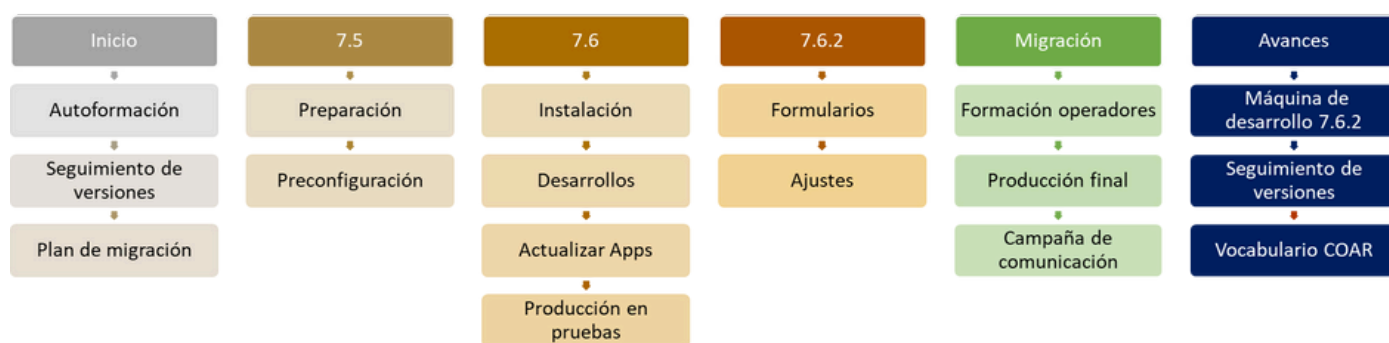 Inicio
Autoformación
Seguimiento de
versiones
Plan de migración
7.5
Preparación
Preconfiguración
7.6
Instalación
Desarrollos
Actualizar Apps
Producción en
pruebas
7.6.2
Formularios
Ajustes
Migración
Formación operadores
Producción final
Campaña de
comunicación
Avances
Máquina de
desarrollo 7.6.2
Seguimiento de
versiones
Vocabulario COAR